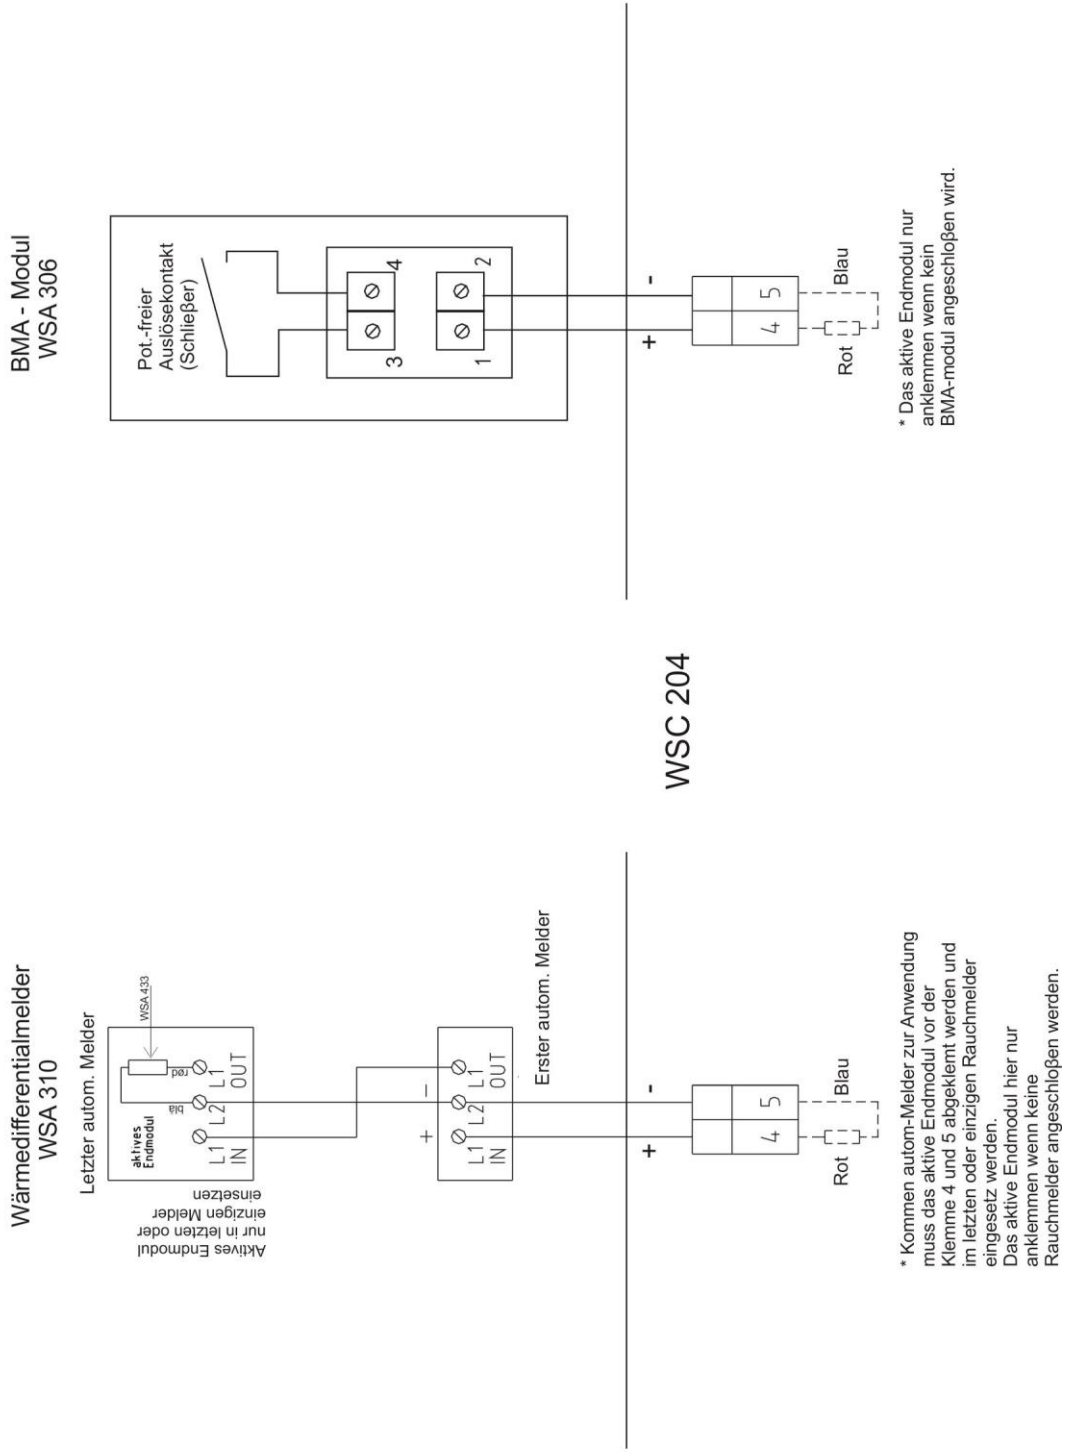 Wärmedifferentialmelder
WSA 310
Letzter autom. Melder
WSA 433
rød
blå
aktives
Endmodul
L1
IN
L2
L1
OUT
Aktives Endmodul
nur in letzten oder
einzigen Melder
einsetzen
+
−
L1
IN
L2
L1
OUT
Erster autom. Melder
+
-
4
5
Rot
Blau
* Kommen autom-Melder zur Anwendung
muss das aktive Endmodul vor der
Klemme 4 und 5 abgeklemt werden und
im letzten oder einzigen Rauchmelder
eingesetz werden.
Das aktive Endmodul hier nur
anklemmen wenn keine
Rauchmelder angeschloßen werden.
WSC 204
BMA - Modul
WSA 306
Pot.-freier
Auslösekontakt
(Schließer)
3
4
1
2
+
-
4
5
Rot
Blau
* Das aktive Endmodul nur
anklemmen wenn kein
BMA-modul angeschloßen wird.